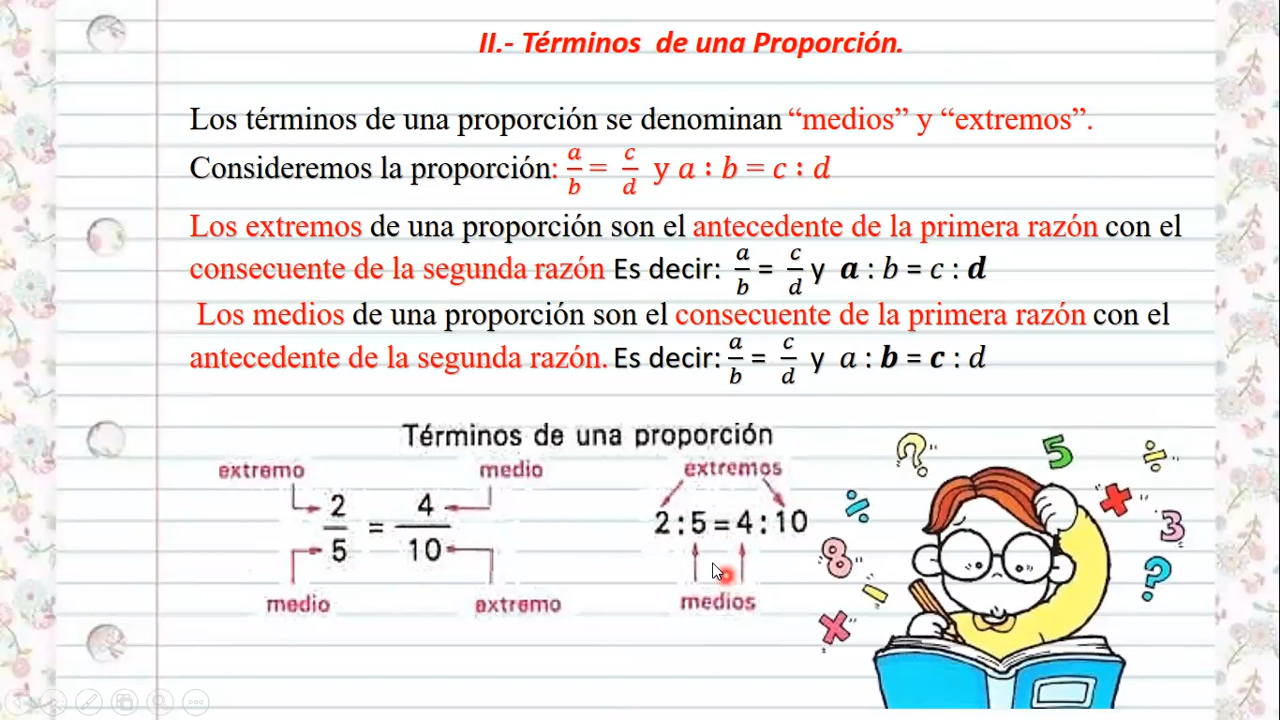 II.- Términos de una Proporción.
Los términos de una proporción se denominan “medios” y “extremos”.
Consideremos la proporción: a/b = c/d y a : b = c : d
Los extremos de una proporción son el antecedente de la primera razón con el
consecuente de la segunda razón Es decir: a/b = c/d y a : b = c : d
Los medios de una proporción son el consecuente de la primera razón con el
antecedente de la segunda razón. Es decir: a/b = c/d y a : b = c : d
Términos de una proporción
extremo medio
2/5 = 4/10
medio extremo
extremos
2 : 5 = 4 : 10
medios
? 5 ÷
÷ × 3
8 ?
- ×